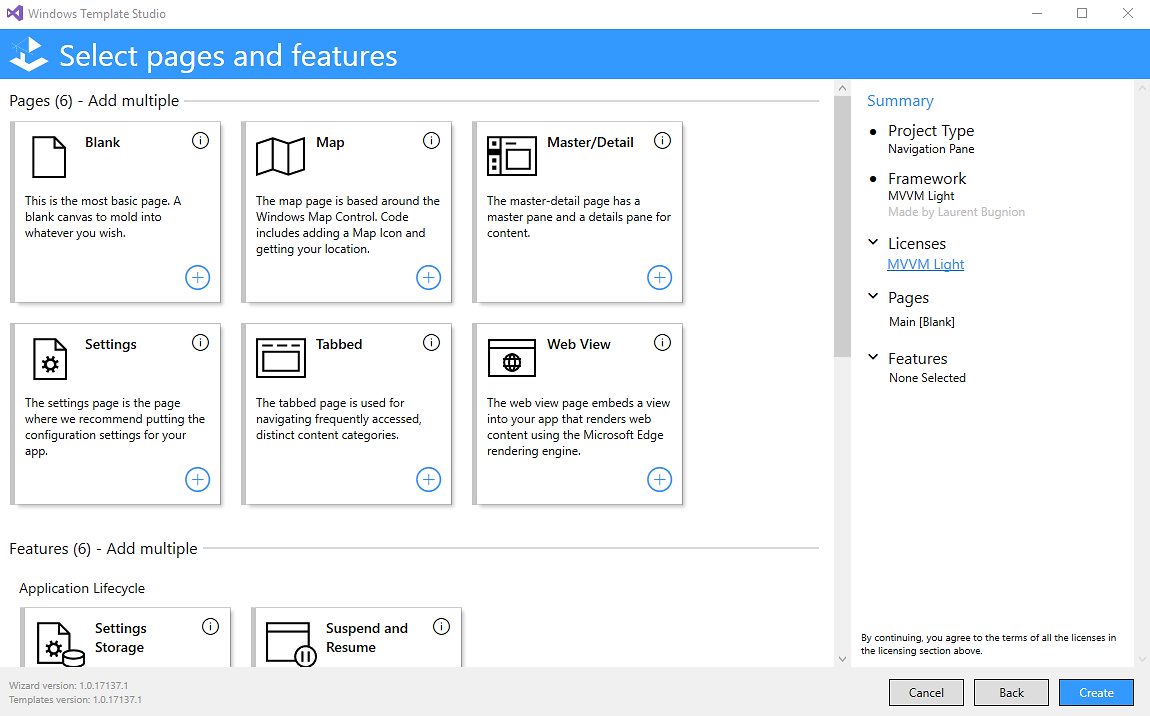 Windows Template Studio
Select pages and features
Pages (6) - Add multiple
Blank
This is the most basic page. A
blank canvas to mold into
whatever you wish.
Map
The map page is based around the
Windows Map Control. Code
includes adding a Map Icon and
getting your location.
Master/Detail
The master-detail page has a
master pane and a details pane for
content.
Settings
The settings page is the page
where we recommend putting the
configuration settings for your
app.
Tabbed
The tabbed page is used for
navigating frequently accessed,
distinct content categories.
Web View
The web view page embeds a view
into your app that renders web
content using the Microsoft Edge
rendering engine.
Features (6) - Add multiple
Application Lifecycle
Settings
Storage
Suspend and
Resume
Summary
Project Type
Navigation Pane
Framework
MVVM Light
Made by Laurent Bugnion
Licenses
MVVM Light
Pages
Main [Blank]
Features
None Selected
By continuing, you agree to the terms of all the licenses in
the licensing section above.
Wizard version: 1.0.17137.1
Templates version: 1.0.17137.1
Cancel
Back
Create